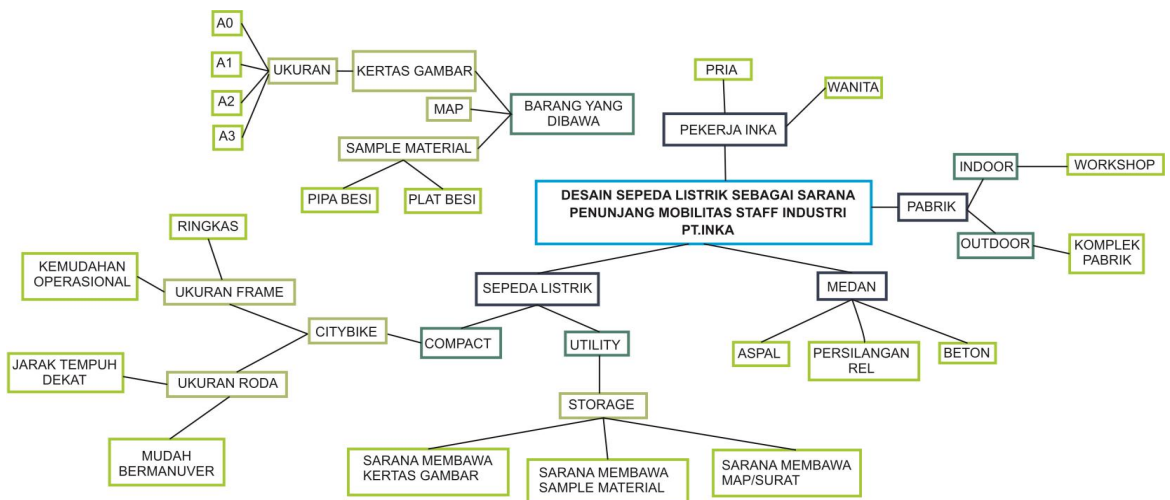 A0
A1
A2
A3
UKURAN
KERTAS GAMBAR
MAP
SAMPLE MATERIAL
PIPA BESI
PLAT BESI
BARANG YANG
DIBAWA
PRIA
WANITA
PEKERJA INKA
DESAIN SEPEDA LISTRIK SEBAGAI SARANA
PENUNJANG MOBILITAS STAFF INDUSTRI
PT.INKA
PABRIK
INDOOR
WORKSHOP
OUTDOOR
KOMPLEK
PABRIK
RINGKAS
KEMUDAHAN
OPERASIONAL
UKURAN FRAME
CITYBIKE
JARAK TEMPUH
DEKAT
UKURAN RODA
MUDAH
BERMANUVER
SEPEDA LISTRIK
COMPACT
UTILITY
STORAGE
SARANA MEMBAWA
KERTAS GAMBAR
SARANA MEMBAWA
SAMPLE MATERIAL
SARANA MEMBAWA
MAP/SURAT
MEDAN
ASPAL
PERSILANGAN
REL
BETON